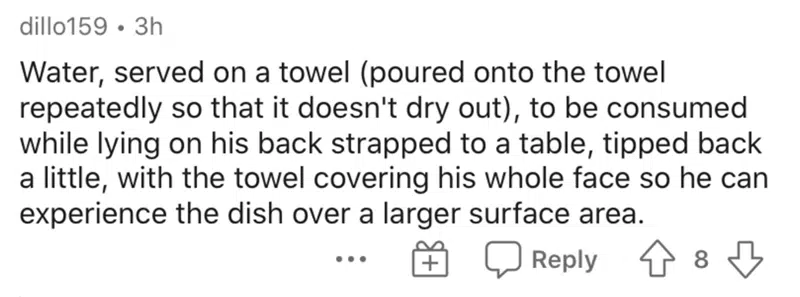 dillo159 • 3h
Water, served on a towel (poured onto the towel
repeatedly so that it doesn't dry out), to be consumed
while lying on his back strapped to a table, tipped back
a little, with the towel covering his whole face so he can
experience the dish over a larger surface area.
Reply 8